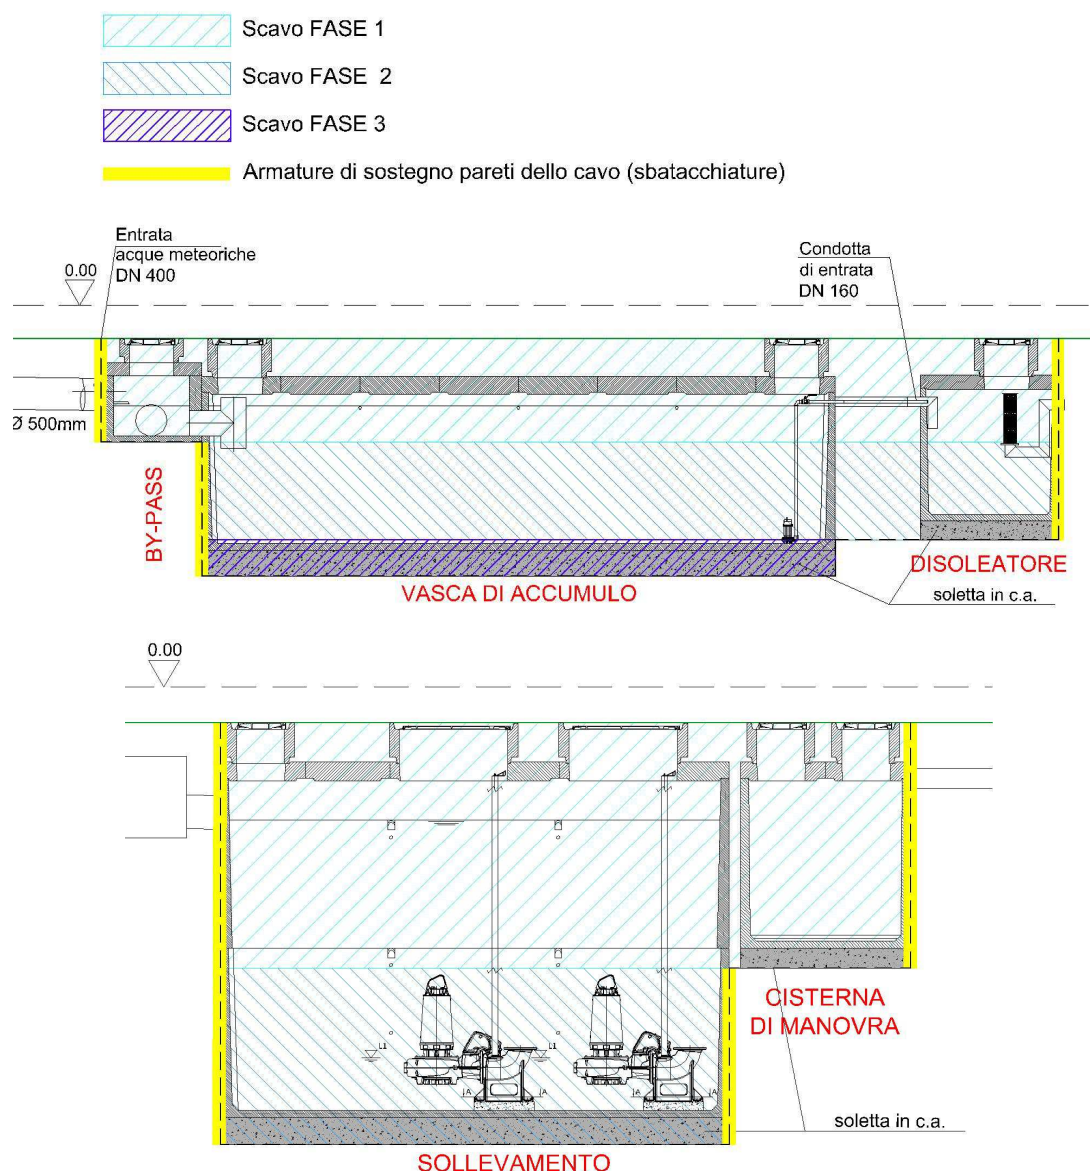 Scavo FASE 1
Scavo FASE 2
Scavo FASE 3
Armature di sostegno pareti dello cavo (sbatacchiature)
Entrata
acque meteoriche
DN 400
0.00
Condotta
di entrata
DN 160
Ø 500mm
BY-PASS
VASCA DI ACCUMULO
DISOLEATORE
soletta in c.a.
0.00
CISTERNA
DI MANOVRA
L1
L1
A
A
A
A
soletta in c.a.
SOLLEVAMENTO